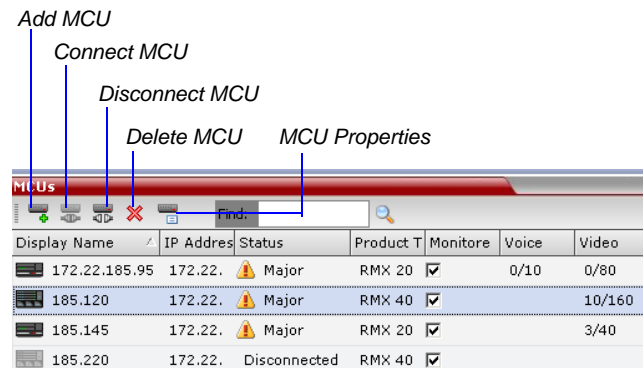 Add MCU
Connect MCU
Disconnect MCU
Delete MCU MCU Properties
MCUs
Find:
Display Name IP Addres Status Product T Monitore Voice Video
172.22.185.95 172.22. Major RMX 20 0/10 0/80
185.120 172.22. Major RMX 40 10/160
185.145 172.22. Major RMX 20 3/40
185.220 172.22. Disconnected RMX 40